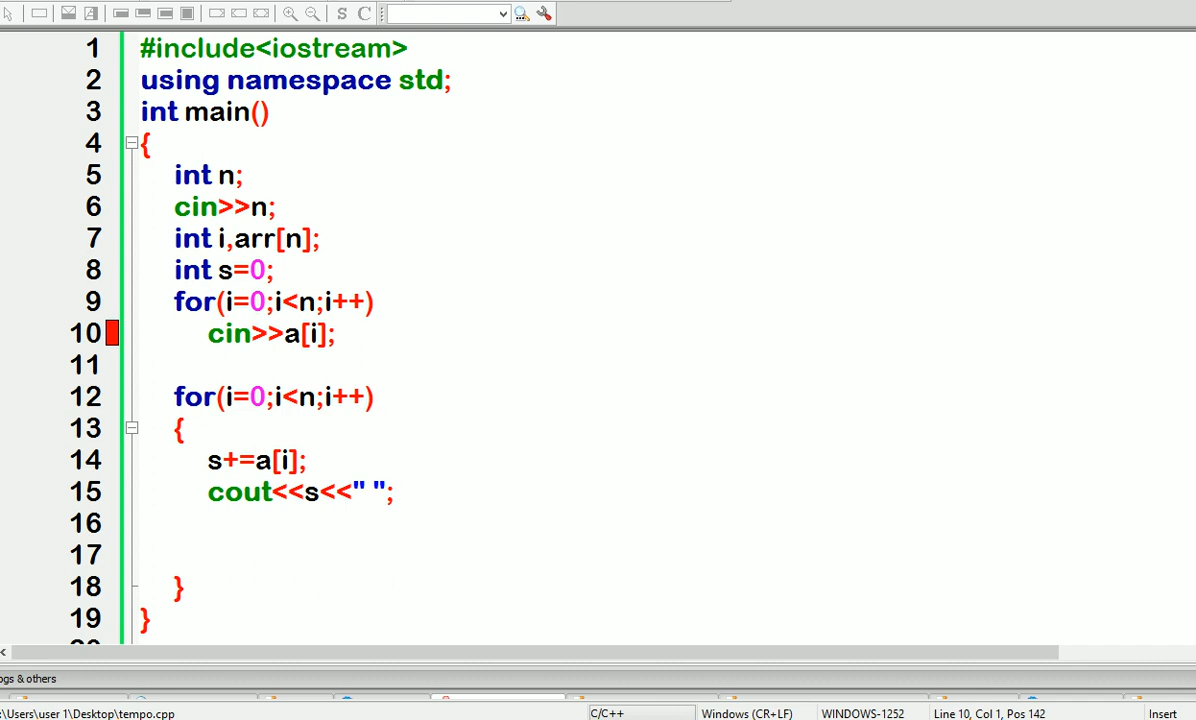 S C
1 #include<iostream>
2 using namespace std;
3 int main()
4 {
5 int n;
6 cin>>n;
7 int i,arr[n];
8 int s=0;
9 for(i=0;i<n;i++)
10 cin>>a[i];
11
12 for(i=0;i<n;i++)
13 {
14 s+=a[i];
15 cout<<s<<" ";
16
17
18 }
19 }
ogs & others
:\Users\user 1\Desktop\tempo.cpp C/C++ Windows (CR+LF) WINDOWS-1252 Line 10, Col 1, Pos 142 Insert